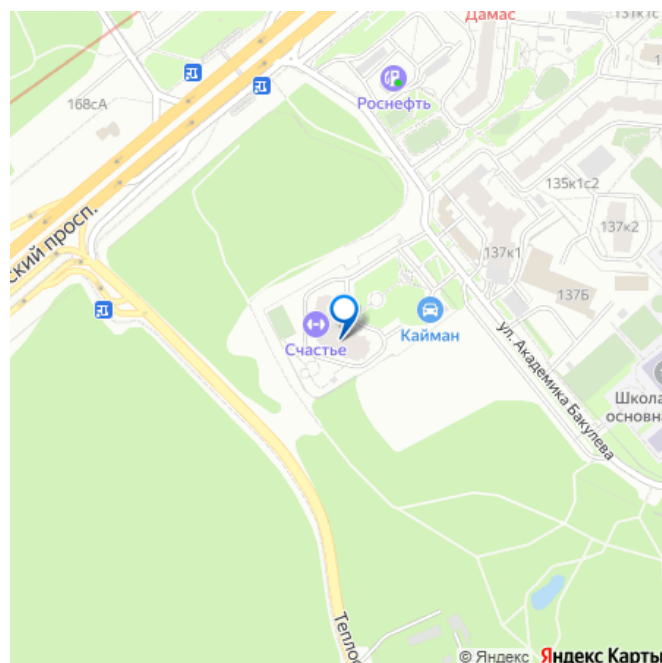 131к1с
Дамас
168сА
Роснефть
135к1с2
137к2
ский просп.
137к1
137Б
Кайман
Счастье
ул. Академика Бакулева
Школа
основна
Теплос
© Яндекс Яндекс Карты